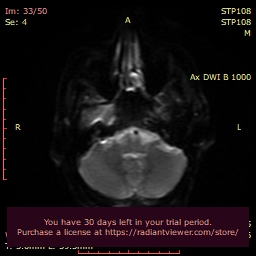 Im: 33/50
Se: 4
A
STP108
STP108
M
Ax DWI B 1000
R
L
You have 30 days left in your trial period.
Purchase a license at https://radiantviewer.com/store/